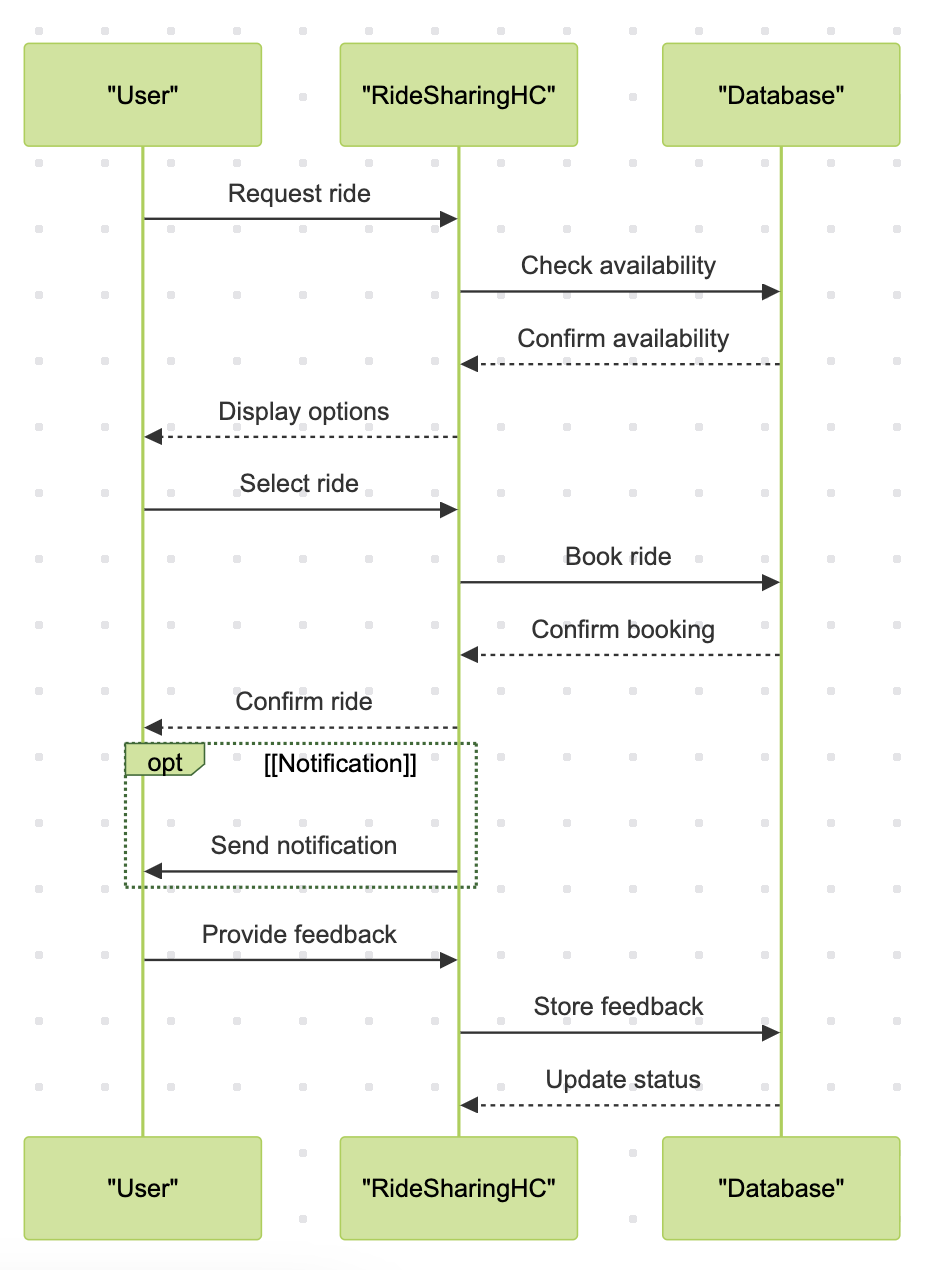 "User"
"RideSharingHC"
"Database"
Request ride
Check availability
Confirm availability
Display options
Select ride
Book ride
Confirm booking
Confirm ride
opt
[[Notification]]
Send notification
Provide feedback
Store feedback
Update status
"User"
"RideSharingHC"
"Database"